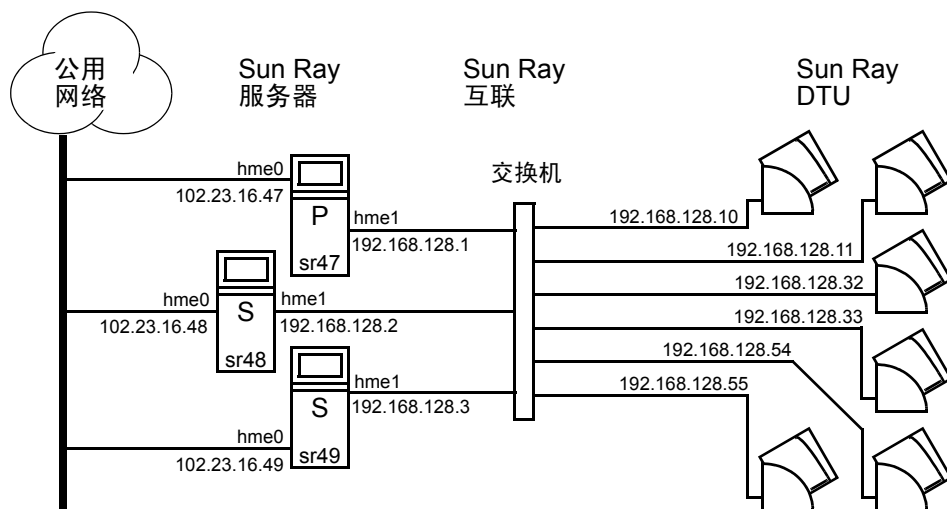 公用
网络
Sun Ray
服务器
Sun Ray
互联
Sun Ray
DTU
交换机
hme0
102.23.16.47
P
sr47
hme1
192.168.128.1
hme0
102.23.16.48
S
sr48
hme1
192.168.128.2
hme0
102.23.16.49
S
sr49
hme1
192.168.128.3
192.168.128.10
192.168.128.11
192.168.128.32
192.168.128.33
192.168.128.54
192.168.128.55